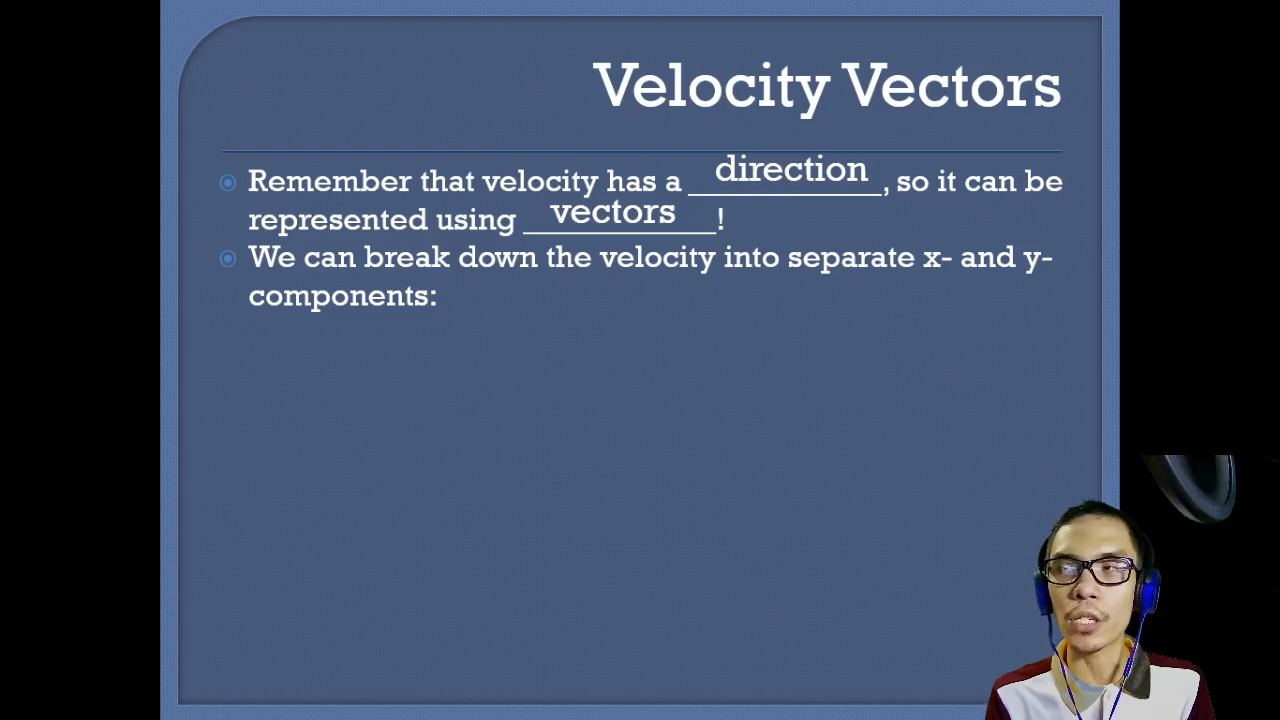 Velocity Vectors
Remember that velocity has a direction, so it can be
represented using vectors!
We can break down the velocity into separate x- and y-
components: